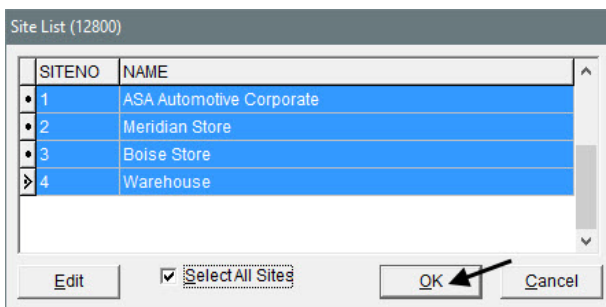 Site List (12800)
SITENO NAME
1 ASA Automotive Corporate
2 Meridian Store
3 Boise Store
4 Warehouse
Edit Select All Sites OK Cancel